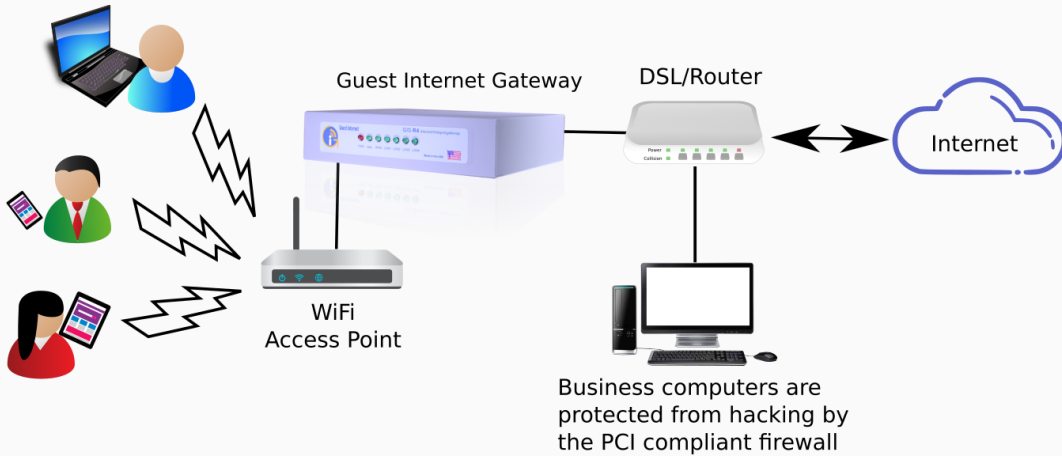 Guest Internet Gateway
DSL/Router
Internet
Power
Collision
WiFi
Access Point
Business computers are
protected from hacking by
the PCI compliant firewall